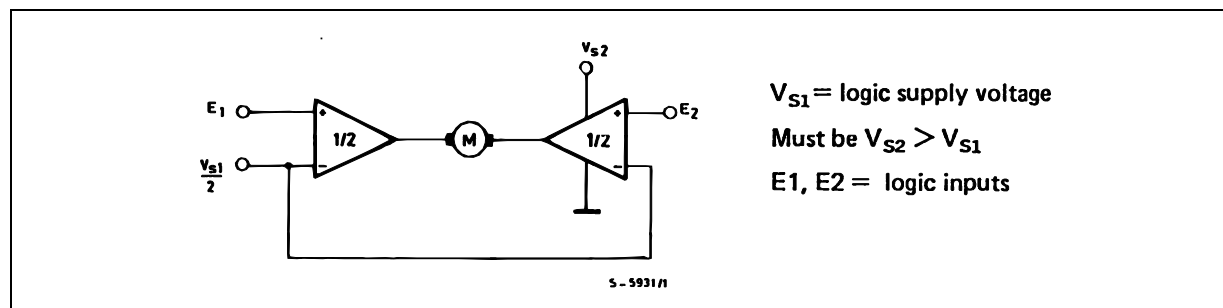 V_S2
E₁
+
1/2
-
M
+
1/2
-
E₂
V_S1
2
S-5931/1
V_S1 = logic supply voltage
Must be V_S2 > V_S1
E1, E2 = logic inputs